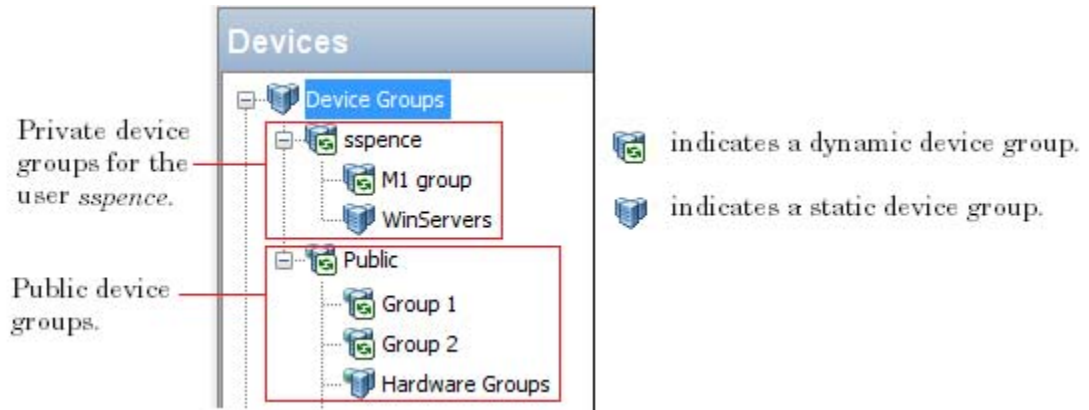 Devices
Device Groups
Private device
groups for the
user sspence.
sspence
M1 group
WinServers
indicates a dynamic device group.
indicates a static device group.
Public device
groups.
Public
Group 1
Group 2
Hardware Groups